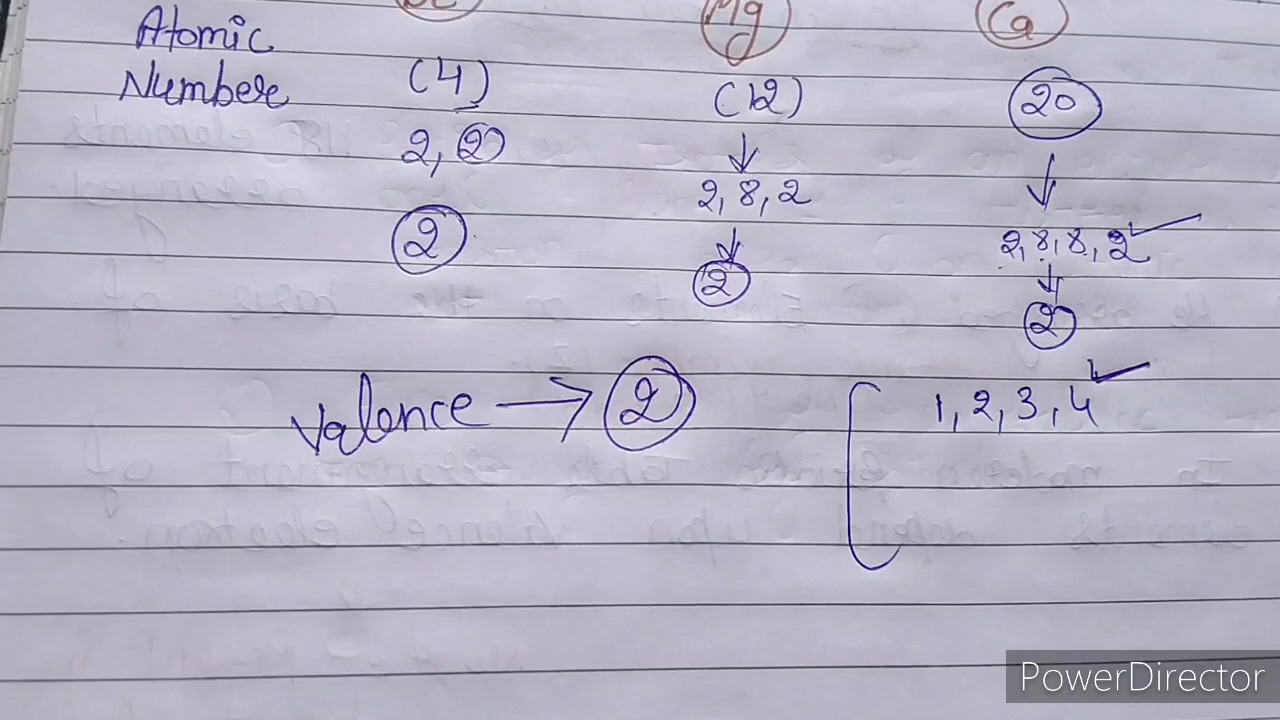 Mg Ca
Atomic
Number (4) (12) 20
2, 2 2, 8, 2
2 2, 8, 8, 2
2 2
Valence → 2 1, 2, 3, 4
PowerDirector